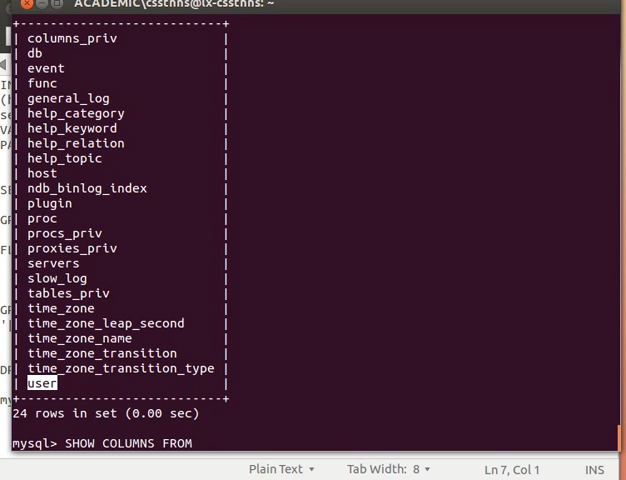 ACADEMIC\csstnns@lx-csstnns: ~
+--------------------------+
| columns_priv |
| db |
| event |
| func |
| general_log |
| help_category |
| help_keyword |
| help_relation |
| help_topic |
| host |
| ndb_binlog_index |
| plugin |
| proc |
| procs_priv |
| proxies_priv |
| servers |
| slow_log |
| tables_priv |
| time_zone |
| time_zone_leap_second |
| time_zone_name |
| time_zone_transition |
| time_zone_transition_type |
| user |
+--------------------------+
24 rows in set (0.00 sec)
mysql> SHOW COLUMNS FROM
Plain Text Tab Width: 8 Ln 7, Col 1 INS